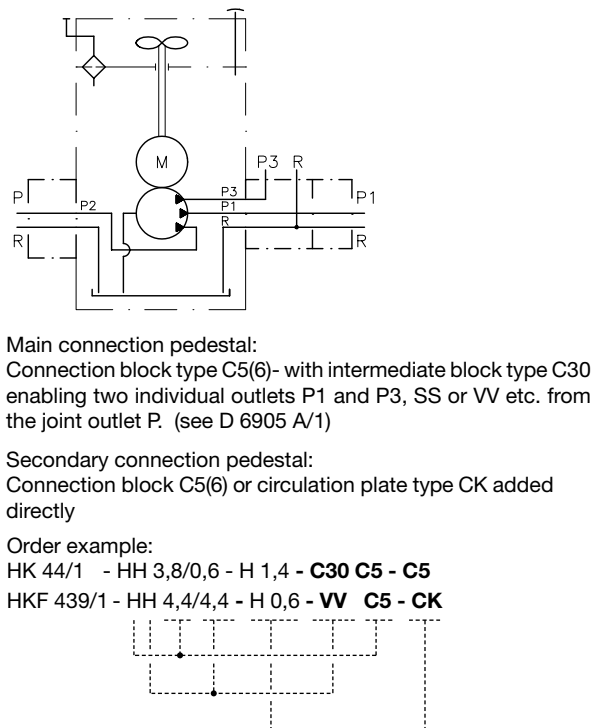 M
P3 R
P3
P P2 P1 P1
R R R
Main connection pedestal:
Connection block type C5(6)- with intermediate block type C30
enabling two individual outlets P1 and P3, SS or VV etc. from
the joint outlet P. (see D 6905 A/1)
Secondary connection pedestal:
Connection block C5(6) or circulation plate type CK added
directly
Order example:
HK 44/1 - HH 3,8/0,6 - H 1,4 - C30 C5 - C5
HKF 439/1 - HH 4,4/4,4 - H 0,6 - VV C5 - CK